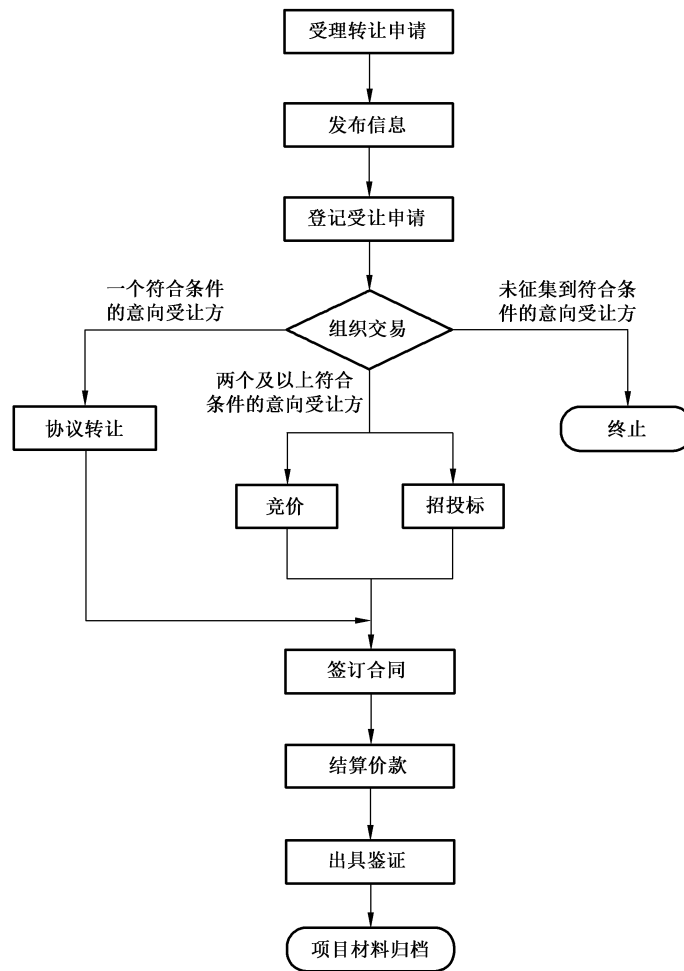 受理转让申请
发布信息
登记受让申请
一个符合条件
的意向受让方
未征集到符合条
件的意向受让方
组织交易
两个及以上符合
条件的意向受让方
协议转让
终止
竞价
招投标
签订合同
结算价款
出具鉴证
项目材料归档